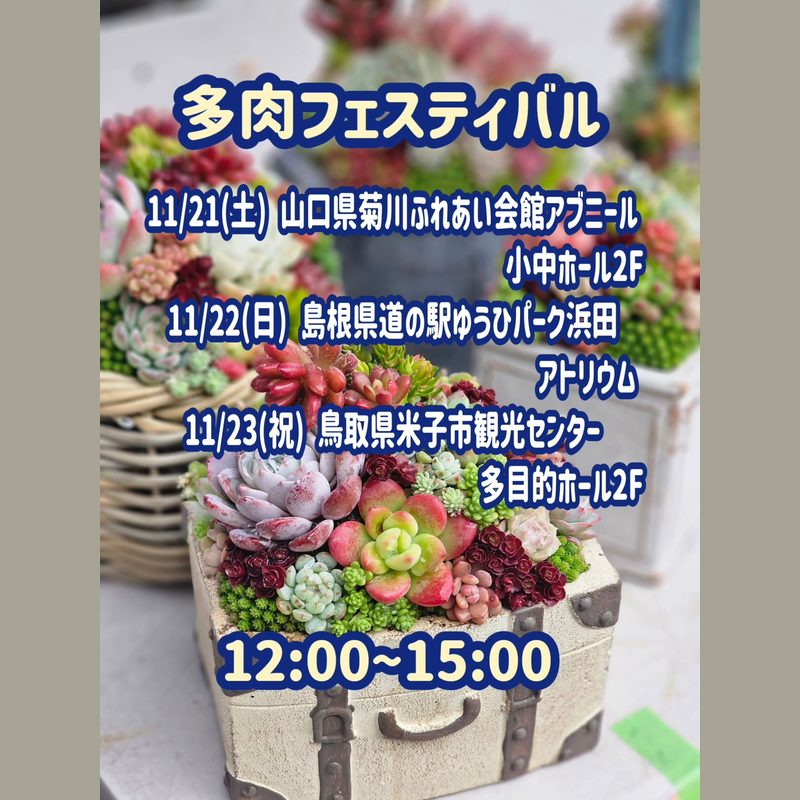 多肉フェスティバル
11/21(土) 山口県菊川ふれあい会館アブニール
小中ホール2F
11/22(日) 島根県道の駅ゆうひパーク浜田
アトリウム
11/23(祝) 鳥取県米子市観光センター
多目的ホール2F
12:00~15:00